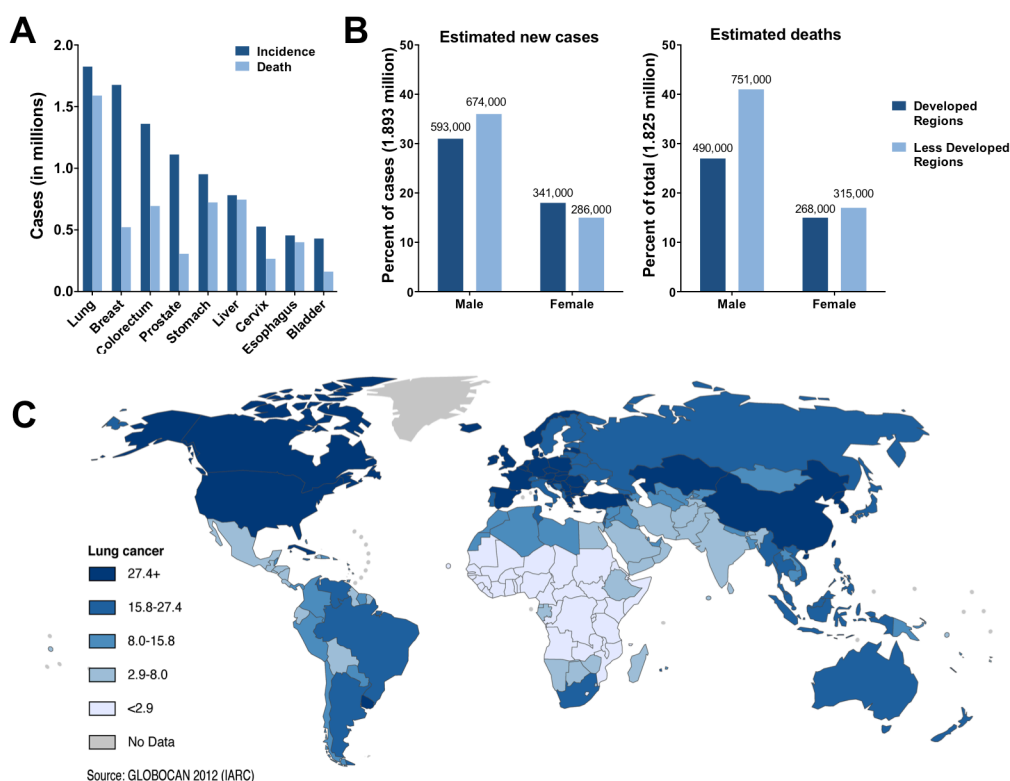 A
2.0
1.5
1.0
0.5
0.0
Cases (in millions)
Incidence
Death
Lung
Breast
Colorectum
Prostate
Stomach
Liver
Cervix
Esophagus
Bladder
B
Estimated new cases
50
40
30
20
10
0
Percent of cases (1.893 million)
593,000
674,000
341,000
286,000
Male
Female
Estimated deaths
50
40
30
20
10
0
Percent of total (1.825 million)
490,000
751,000
268,000
315,000
Male
Female
Developed
Regions
Less Developed
Regions
C
Lung cancer
27.4+
15.8-27.4
8.0-15.8
2.9-8.0
<2.9
No Data
Source: GLOBOCAN 2012 (IARC)